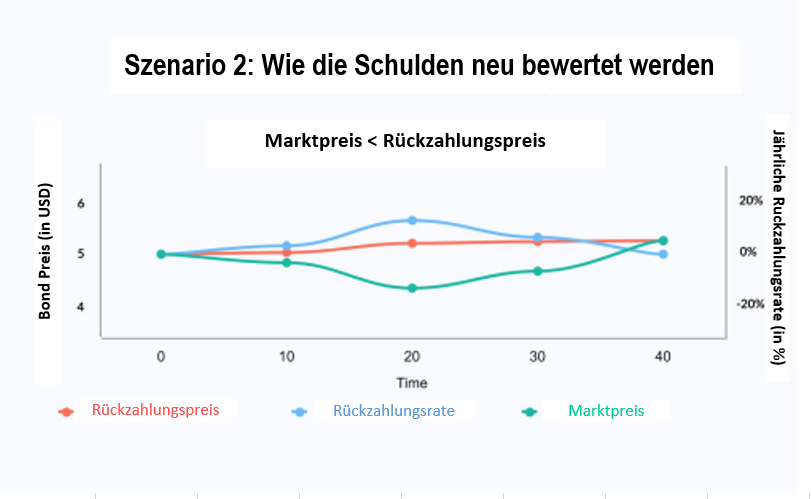 Szenario 2: Wie die Schulden neu bewertet werden
Marktpreis < Rückzahlungspreis
Bond Preis (in USD)
6
5
4
Jährliche Ruckzahlungsrate (in %)
20%
0%
-20%
0 10 20 30 40
Time
Rückzahlungspreis Rückzahlungsrate Marktpreis